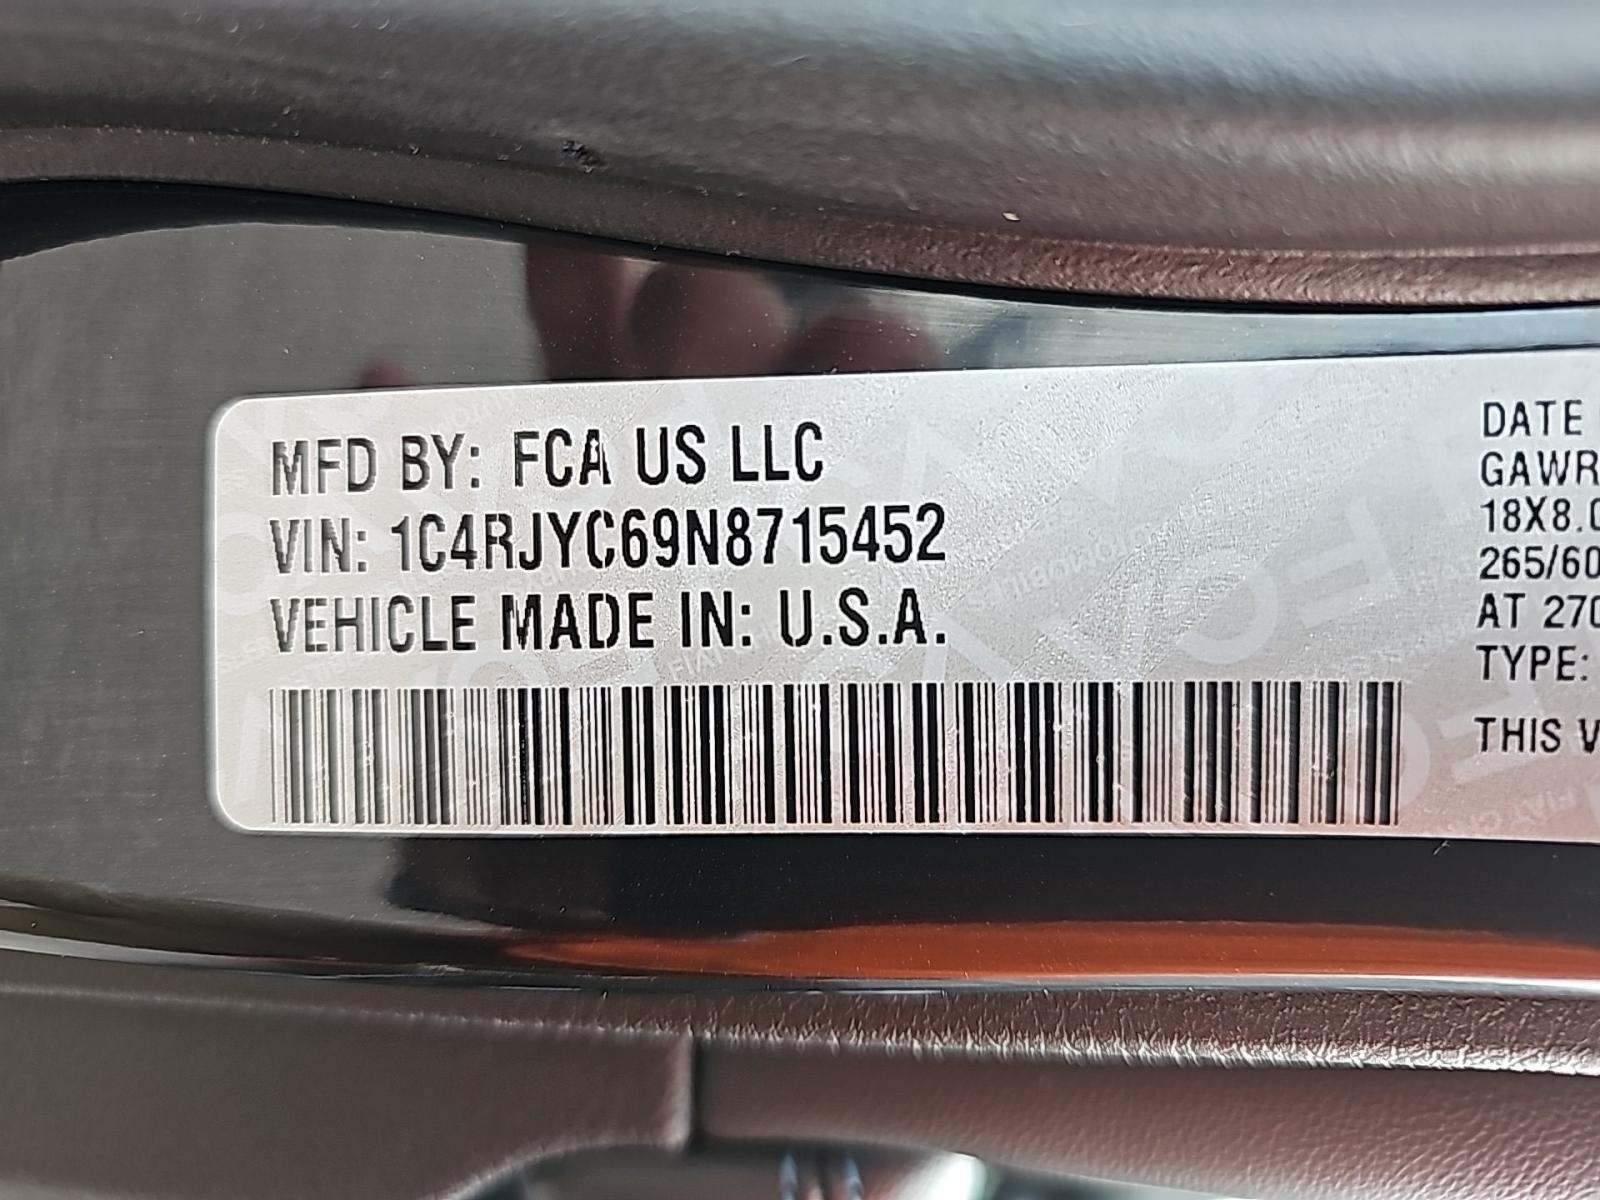 MFD BY: FCA US LLC
VIN: 1C4RJYC69N8715452
VEHICLE MADE IN: U.S.A.
DATE
GAWR
18X8.0
265/60
AT 270
TYPE:
THIS V